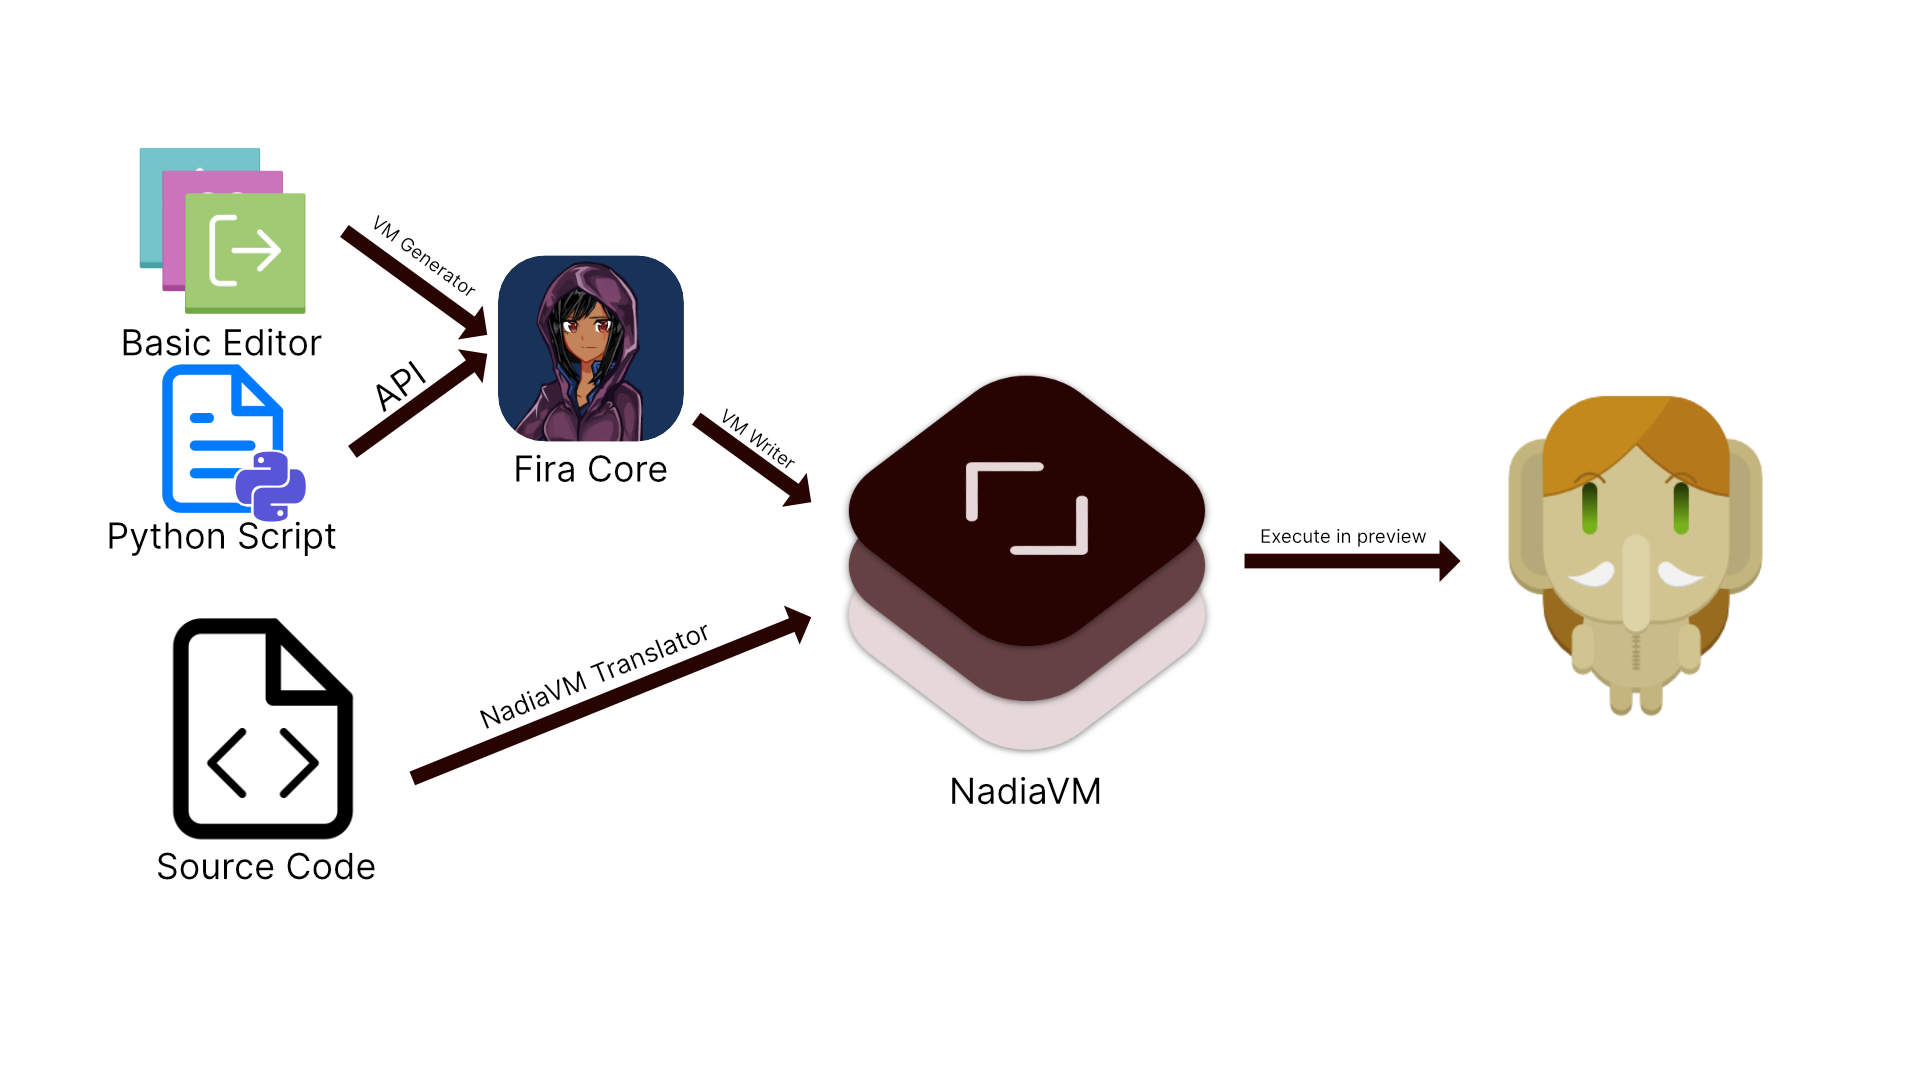 VM Generator
Basic Editor
API
Python Script
Fira Core
VM Writer
NadiaVM Translator
Source Code
NadiaVM
Execute in preview